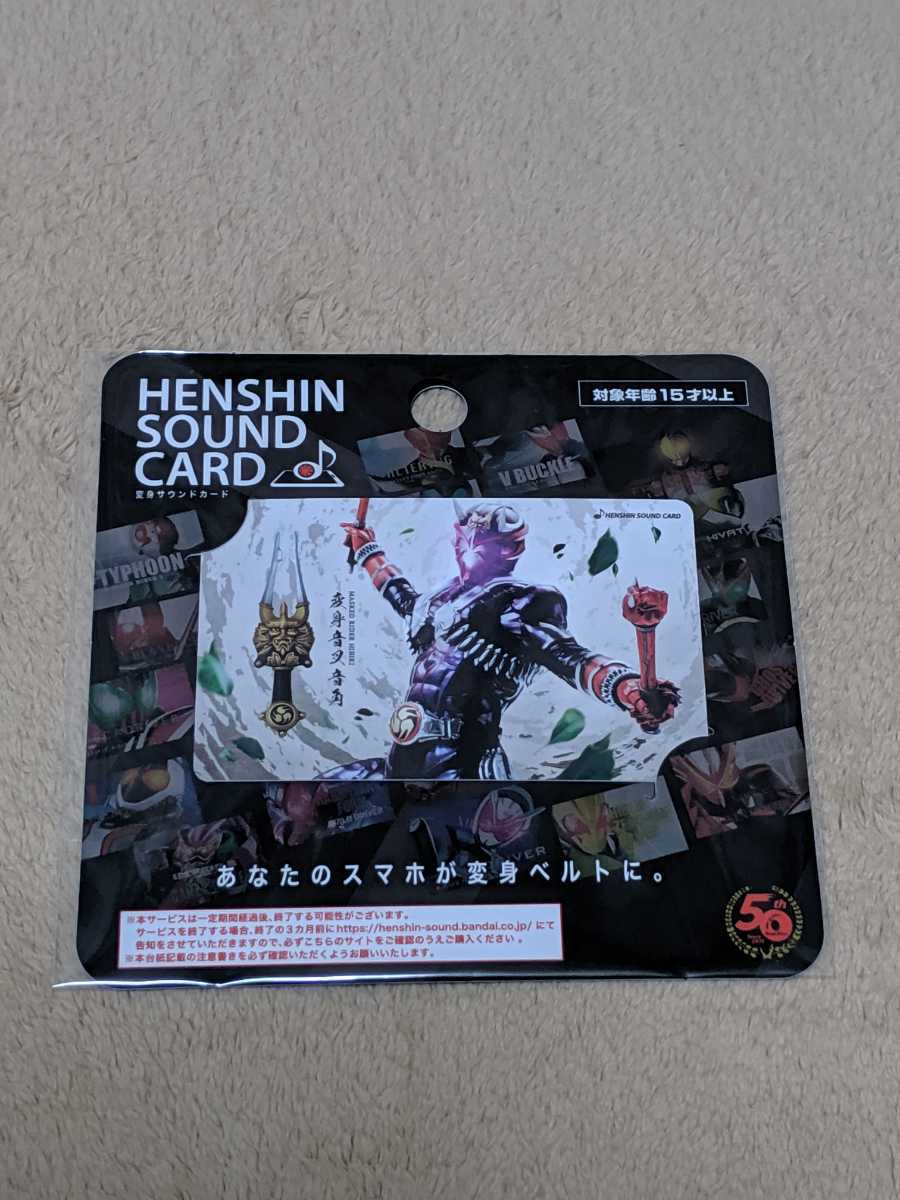 HENSHIN
SOUND
CARD
変身サウンドカード
対象年齢15才以上
V BUCKLE
TYPHOON
HENSHIN SOUND CARD
MASKED RIDER HIBIKI
変身音叉音角
あなたのスマホが変身ベルトに。
※本サービスは一定期間経過後、終了する可能性がございます。
サービスを終了する場合、終了の3カ月前にhttps://henshin-sound.bandai.co.jp/にて
告知をさせていただきますので、必ずこちらのサイトをご確認のうえご購入ください。
※本台紙記載の注意書きを必ず確認いただくようお願いいたします。
50th